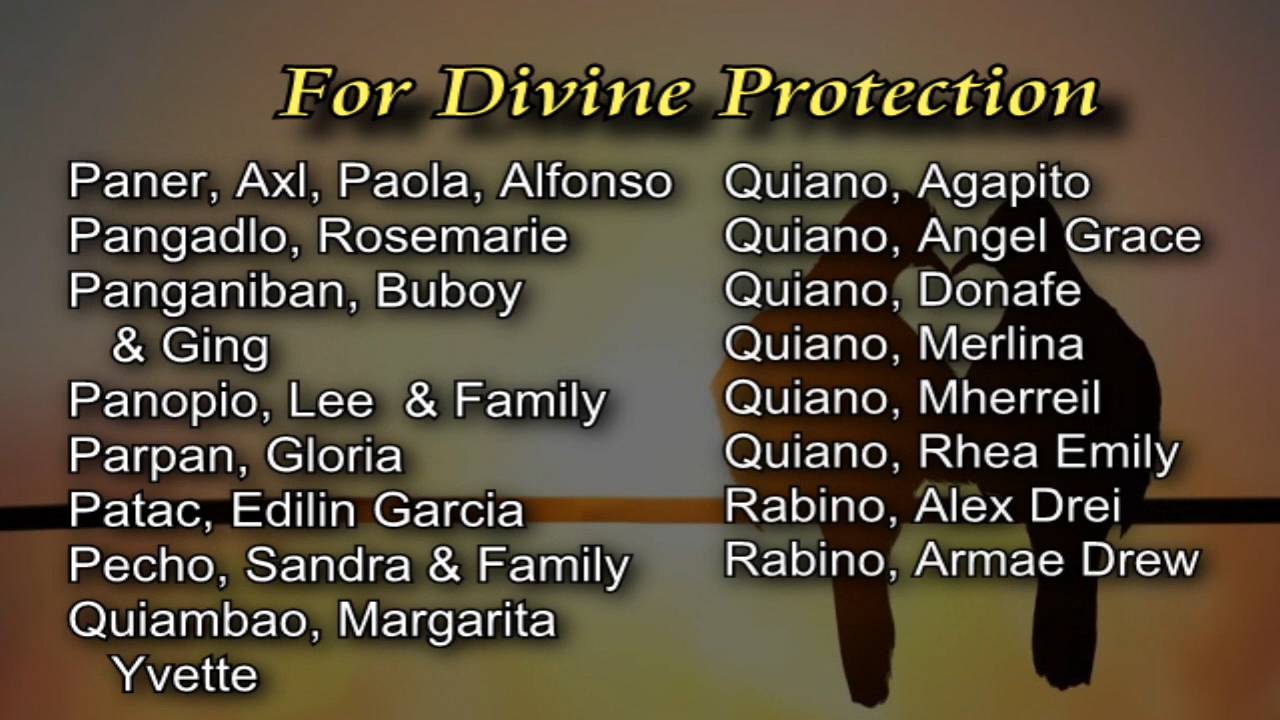 For Divine Protection
Paner, Axl, Paola, Alfonso
Pangadlo, Rosemarie
Panganiban, Buboy
& Ging
Panopio, Lee & Family
Parpan, Gloria
Patac, Edilin Garcia
Pecho, Sandra & Family
Quiambao, Margarita
Yvette
Quiano, Agapito
Quiano, Angel Grace
Quiano, Donafe
Quiano, Merlina
Quiano, Mherreil
Quiano, Rhea Emily
Rabino, Alex Drei
Rabino, Armae Drew